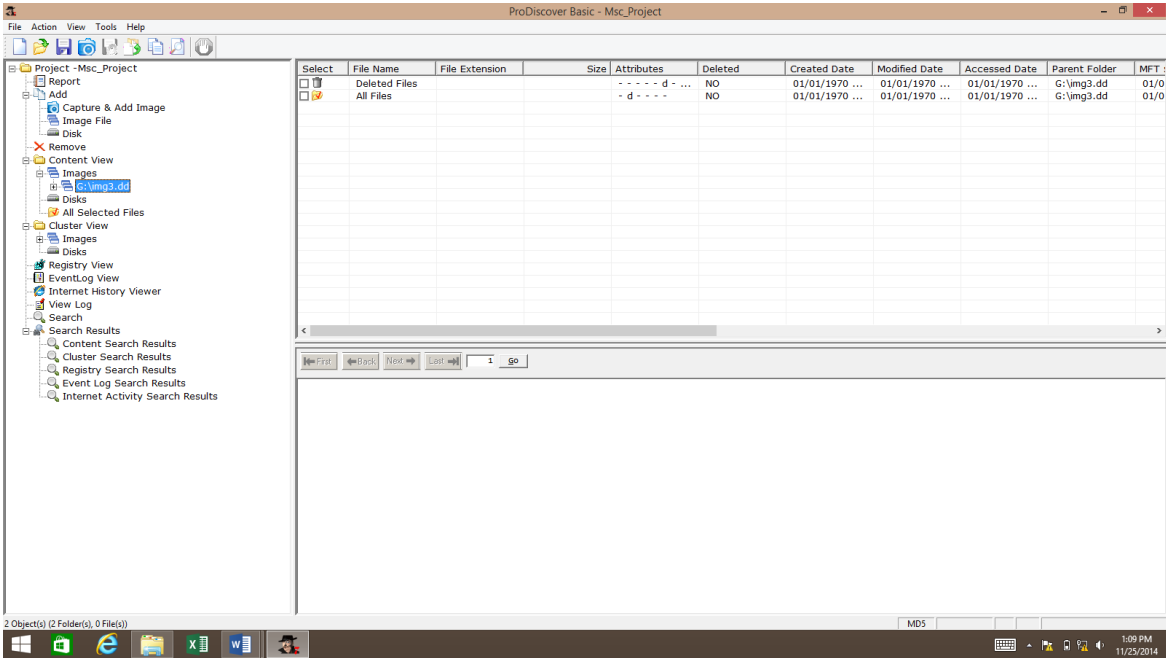 ProDiscover Basic - Msc_Project
File Action View Tools Help
Project -Msc_Project
Report
Add
Capture & Add Image
Image File
Disk
Remove
Content View
Images
G:\img3.dd
Disks
All Selected Files
Cluster View
Images
Disks
Registry View
EventLog View
Internet History Viewer
View Log
Search
Search Results
Content Search Results
Cluster Search Results
Registry Search Results
Event Log Search Results
Internet Activity Search Results
Select File Name File Extension Size Attributes Deleted Created Date Modified Date Accessed Date Parent Folder MFT
Deleted Files - - - - - d - ... NO 01/01/1970 ... 01/01/1970 ... 01/01/1970 ... G:\img3.dd 01/0
All Files - d - - - - NO 01/01/1970 ... 01/01/1970 ... 01/01/1970 ... G:\img3.dd 01/0
First Back Next Last 1 Go
2 Object(s) (2 Folder(s), 0 File(s)) MD5
1:09 PM
11/25/2014